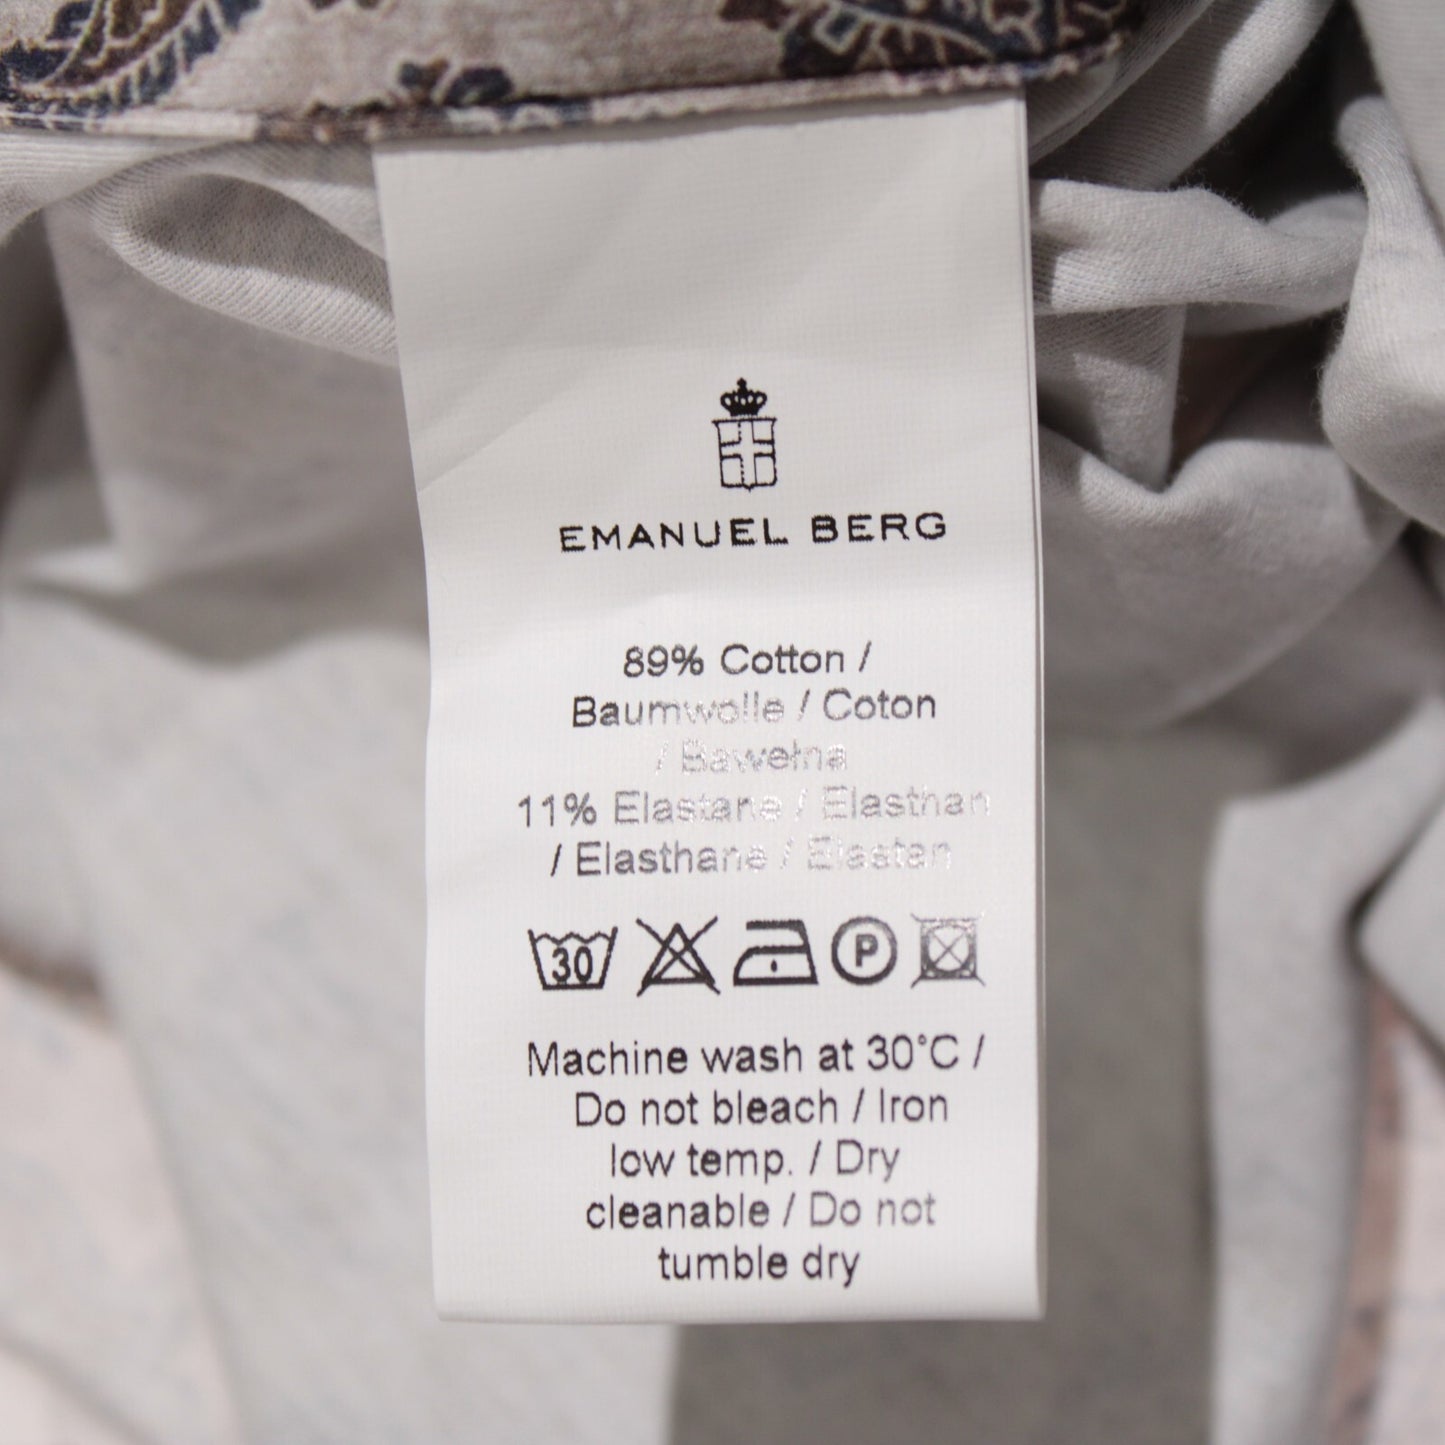 EMANUEL BERG
89% Cotton /
Baumwolle / Coton
/ Bawełna
11% Elastane / Elasthan
/ Elasthane / Elastan
30 P
Machine wash at 30°C /
Do not bleach / Iron
low temp. / Dry
cleanable / Do not
tumble dry